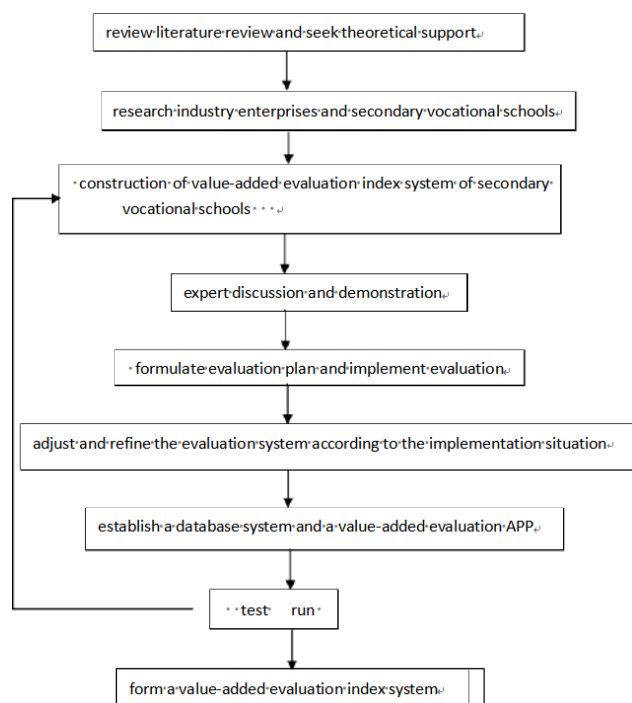 review literature review and seek theoretical support
research industry enterprises and secondary vocational schools
construction of value-added evaluation index system of secondary
vocational schools
expert discussion and demonstration
formulate evaluation plan and implement evaluation
adjust and refine the evaluation system according to the implementation situation
establish a database system and a value-added evaluation APP
test run
form a value-added evaluation index system